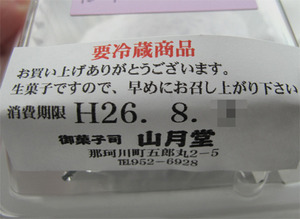 要冷蔵商品
お買い上げありがとうございます。
生菓子ですので、早めにお召し上がり下さい
消費期限 H26. 8.
御菓子司 山月堂
那珂川町五郎丸2-5
TEL952-6928